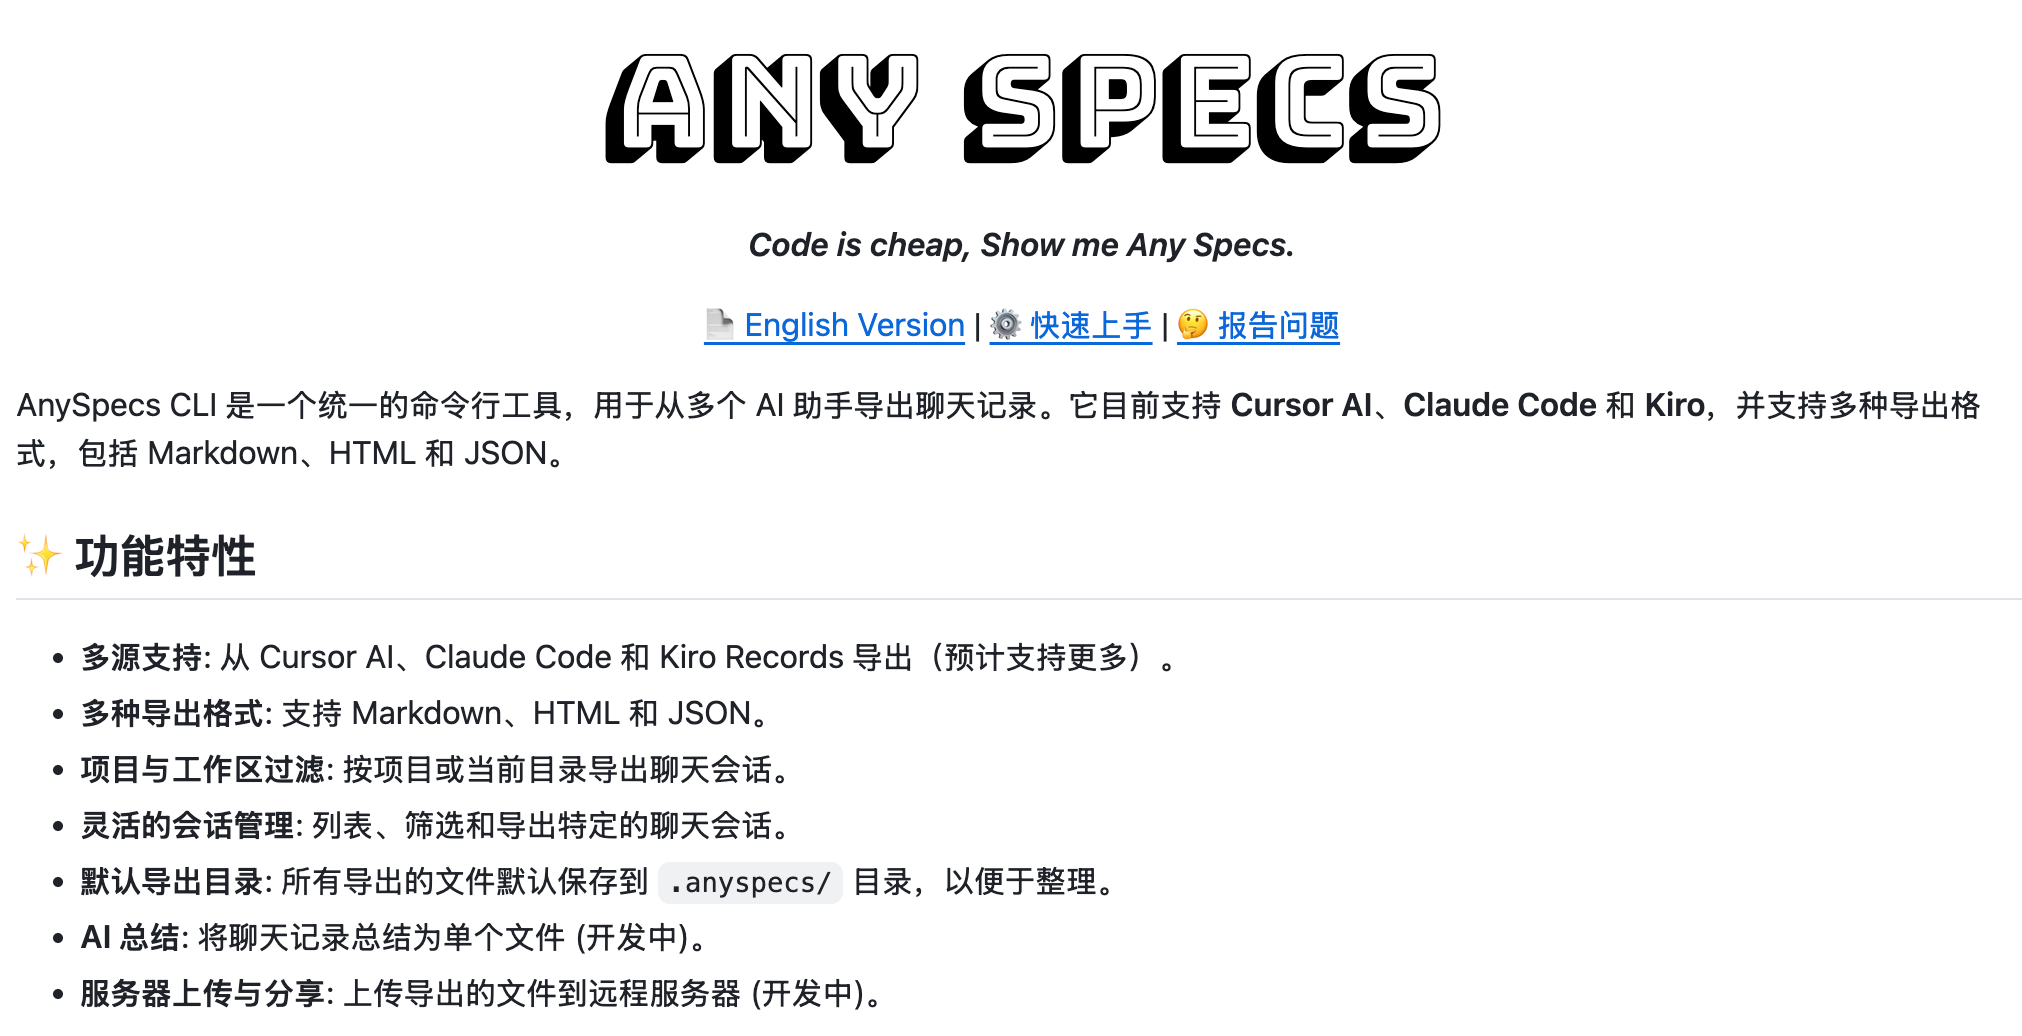 ANY SPECS
Code is cheap, Show me Any Specs.
📄 English Version | ⚙️ 快速上手 | 🤔 报告问题
AnySpecs CLI 是一个统一的命令行工具，用于从多个 AI 助手导出聊天记录。它目前支持 Cursor AI、Claude Code 和 Kiro，并支持多种导出格
式，包括 Markdown、HTML 和 JSON。
✨ 功能特性
• 多源支持: 从 Cursor AI、Claude Code 和 Kiro Records 导出（预计支持更多）。
• 多种导出格式: 支持 Markdown、HTML 和 JSON。
• 项目与工作区过滤: 按项目或当前目录导出聊天会话。
• 灵活的会话管理: 列表、筛选和导出特定的聊天会话。
• 默认导出目录: 所有导出的文件默认保存到 .anyspecs/ 目录，以便于整理。
• AI 总结: 将聊天记录总结为单个文件 (开发中)。
• 服务器上传与分享: 上传导出的文件到远程服务器 (开发中)。